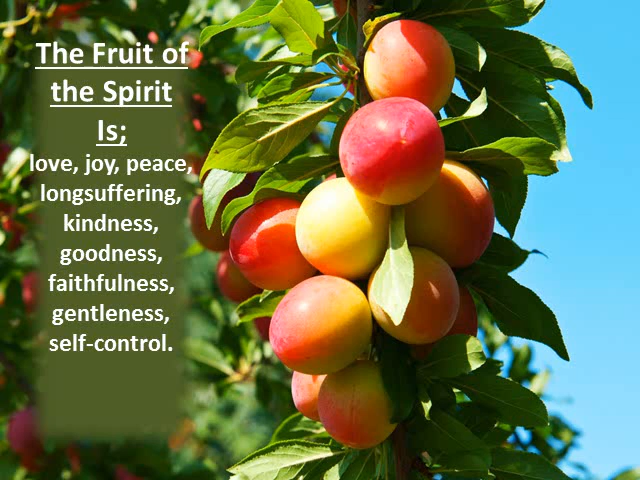 The Fruit of
the Spirit
Is;
love, joy, peace,
longsuffering,
kindness,
goodness,
faithfulness,
gentleness,
self-control.